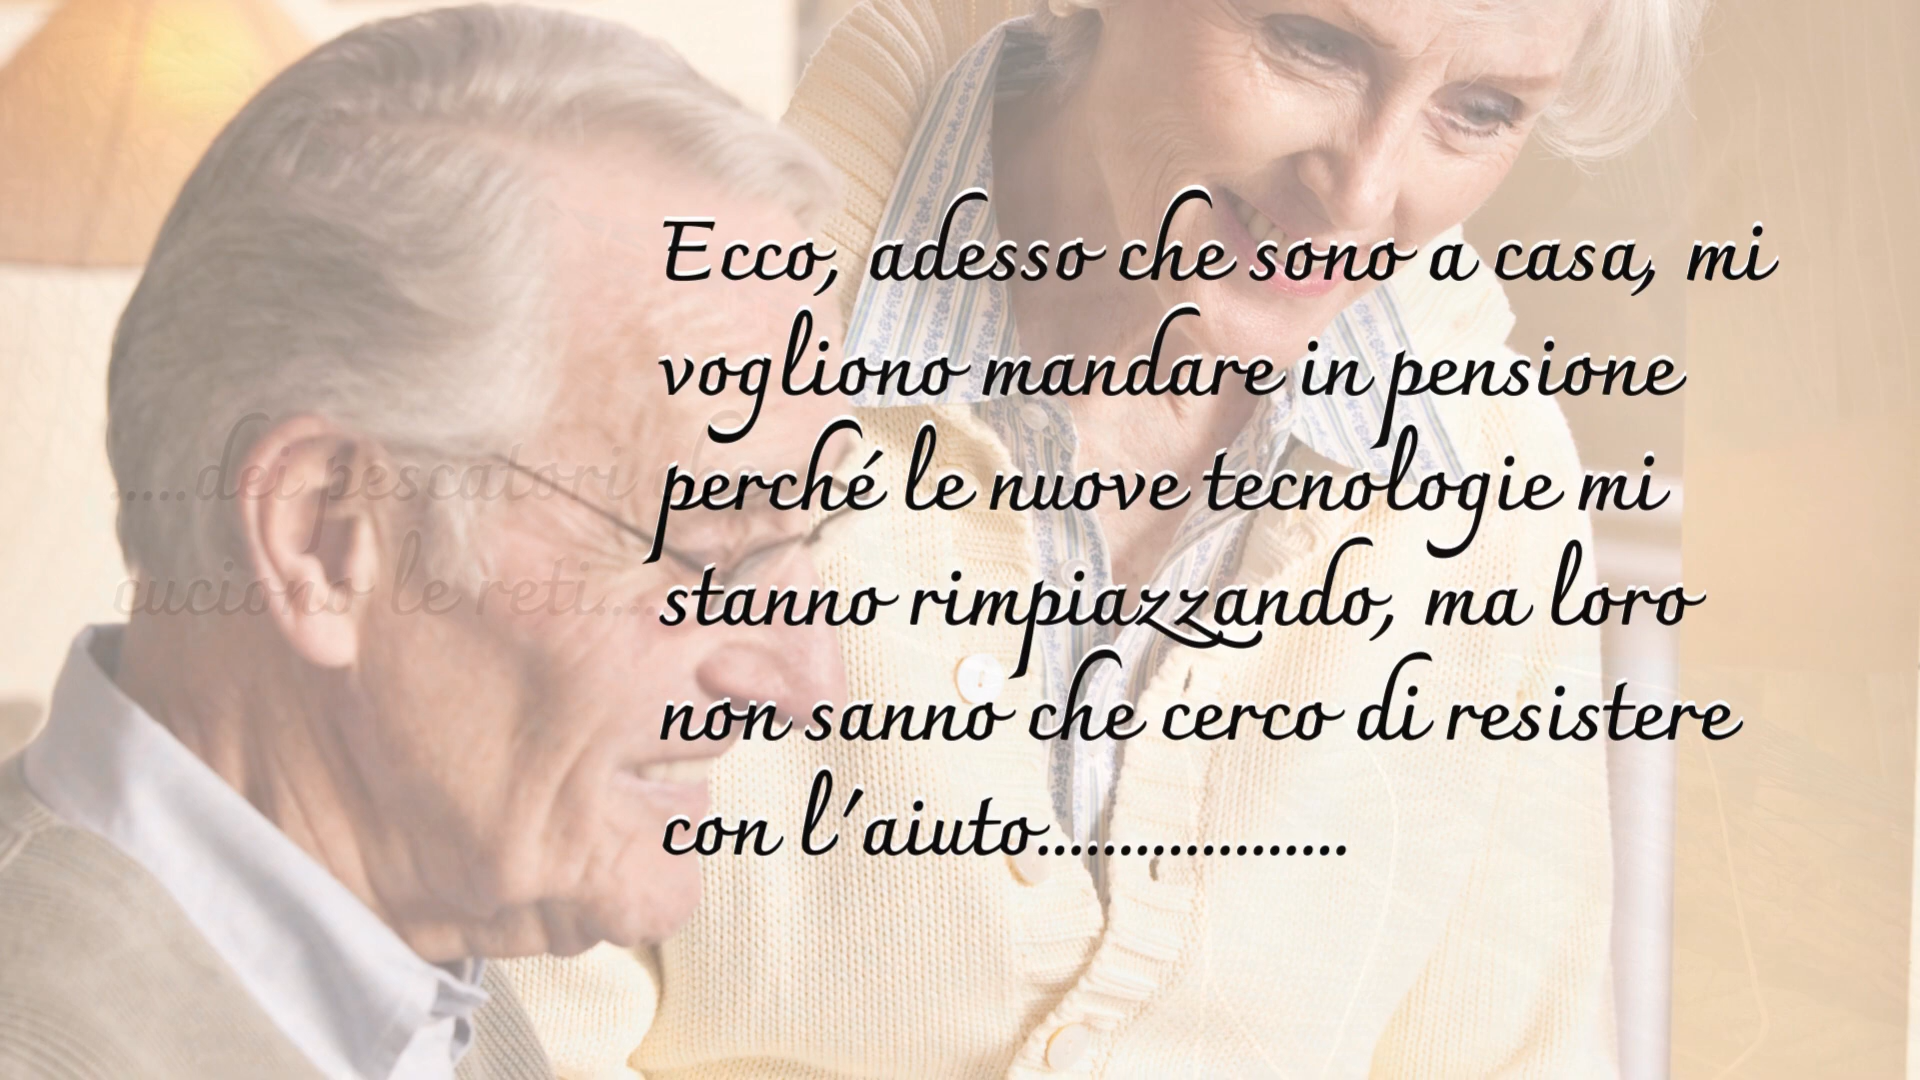 Ecco, adesso che sono a casa, mi
vogliono mandare in pensione
perché le nuove tecnologie mi
stanno rimpiazzando, ma loro
non sanno che cerco di resistere
con l'aiuto..................
.....dei pescatori
cuciono le reti....